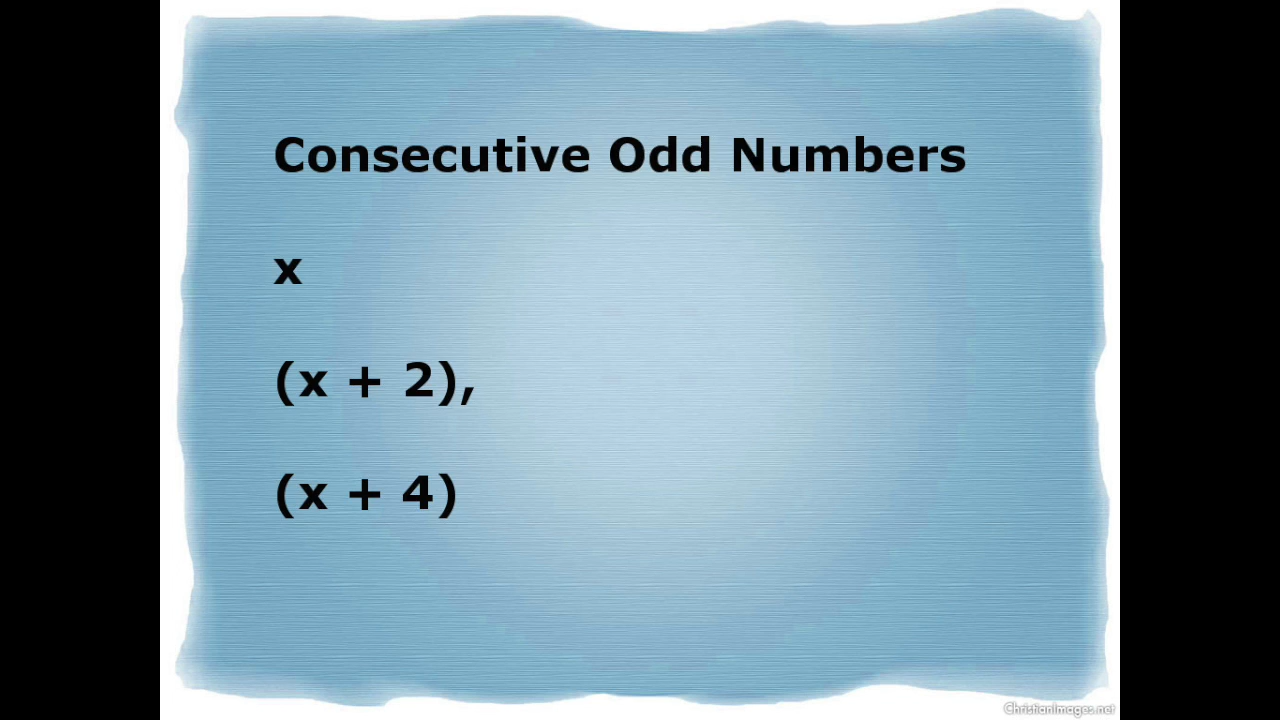 Consecutive Odd Numbers
x
(x + 2),
(x + 4)
ChristianImages.net